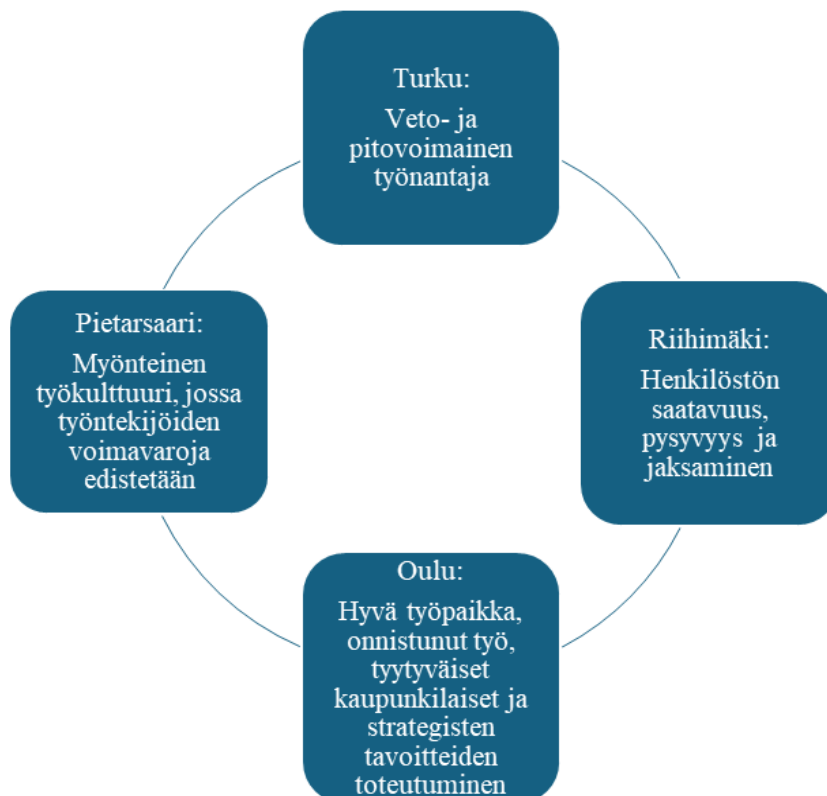 Turku:
Veto- ja
pitovoimainen
työnantaja
Pietarsaari:
Myönteinen
työkulttuuri, jossa
työntekijöiden
voimavaroja
edistetään
Riihimäki:
Henkilöstön
saatavuus,
pysyvyys ja
jaksaminen
Oulu:
Hyvä työpaikka,
onnistunut työ,
tyytyväiset
kaupunkilaiset ja
strategisten
tavoitteiden
toteutuminen